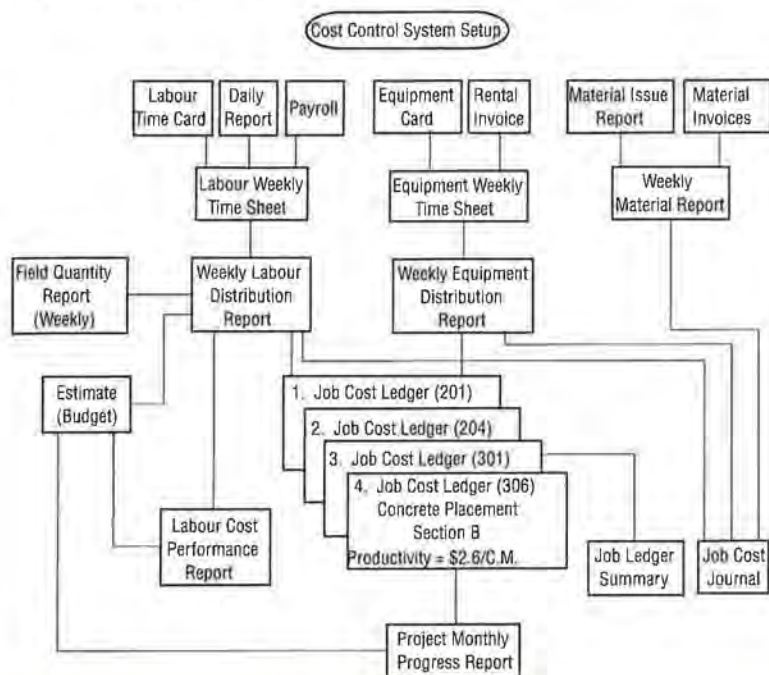 Cost Control System Setup
Labour
Time Card
Daily
Report
Payroll
Equipment
Card
Rental
Invoice
Material Issue
Report
Material
Invoices
Labour Weekly
Time Sheet
Equipment Weekly
Time Sheet
Weekly
Material Report
Field Quantity
Report
(Weekly)
Weekly Labour
Distribution
Report
Weekly Equipment
Distribution
Report
Estimate
(Budget)
1. Job Cost Ledger (201)
2. Job Cost Ledger (204)
3. Job Cost Ledger (301)
4. Job Cost Ledger (306)
Concrete Placement
Section B
Productivity = $2.6/C.M.
Labour Cost
Performance
Report
Job Ledger
Summary
Job Cost
Journal
Project Monthly
Progress Report